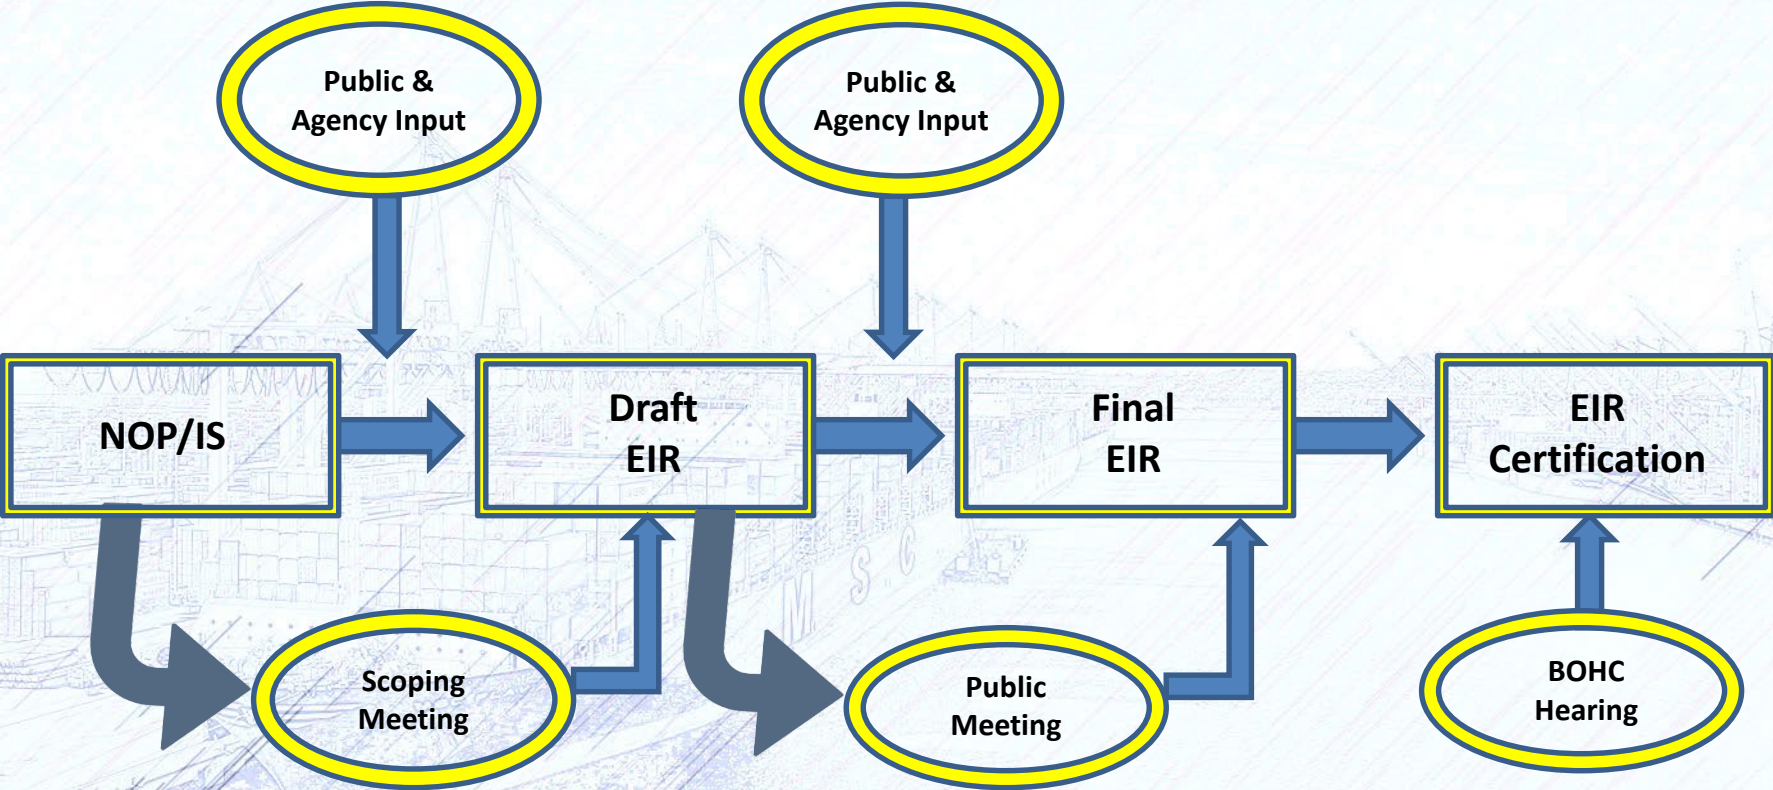 Public &
Agency Input
Public &
Agency Input
NOP/IS
Draft
EIR
Final
EIR
EIR
Certification
Scoping
Meeting
Public
Meeting
BOHC
Hearing
M S C